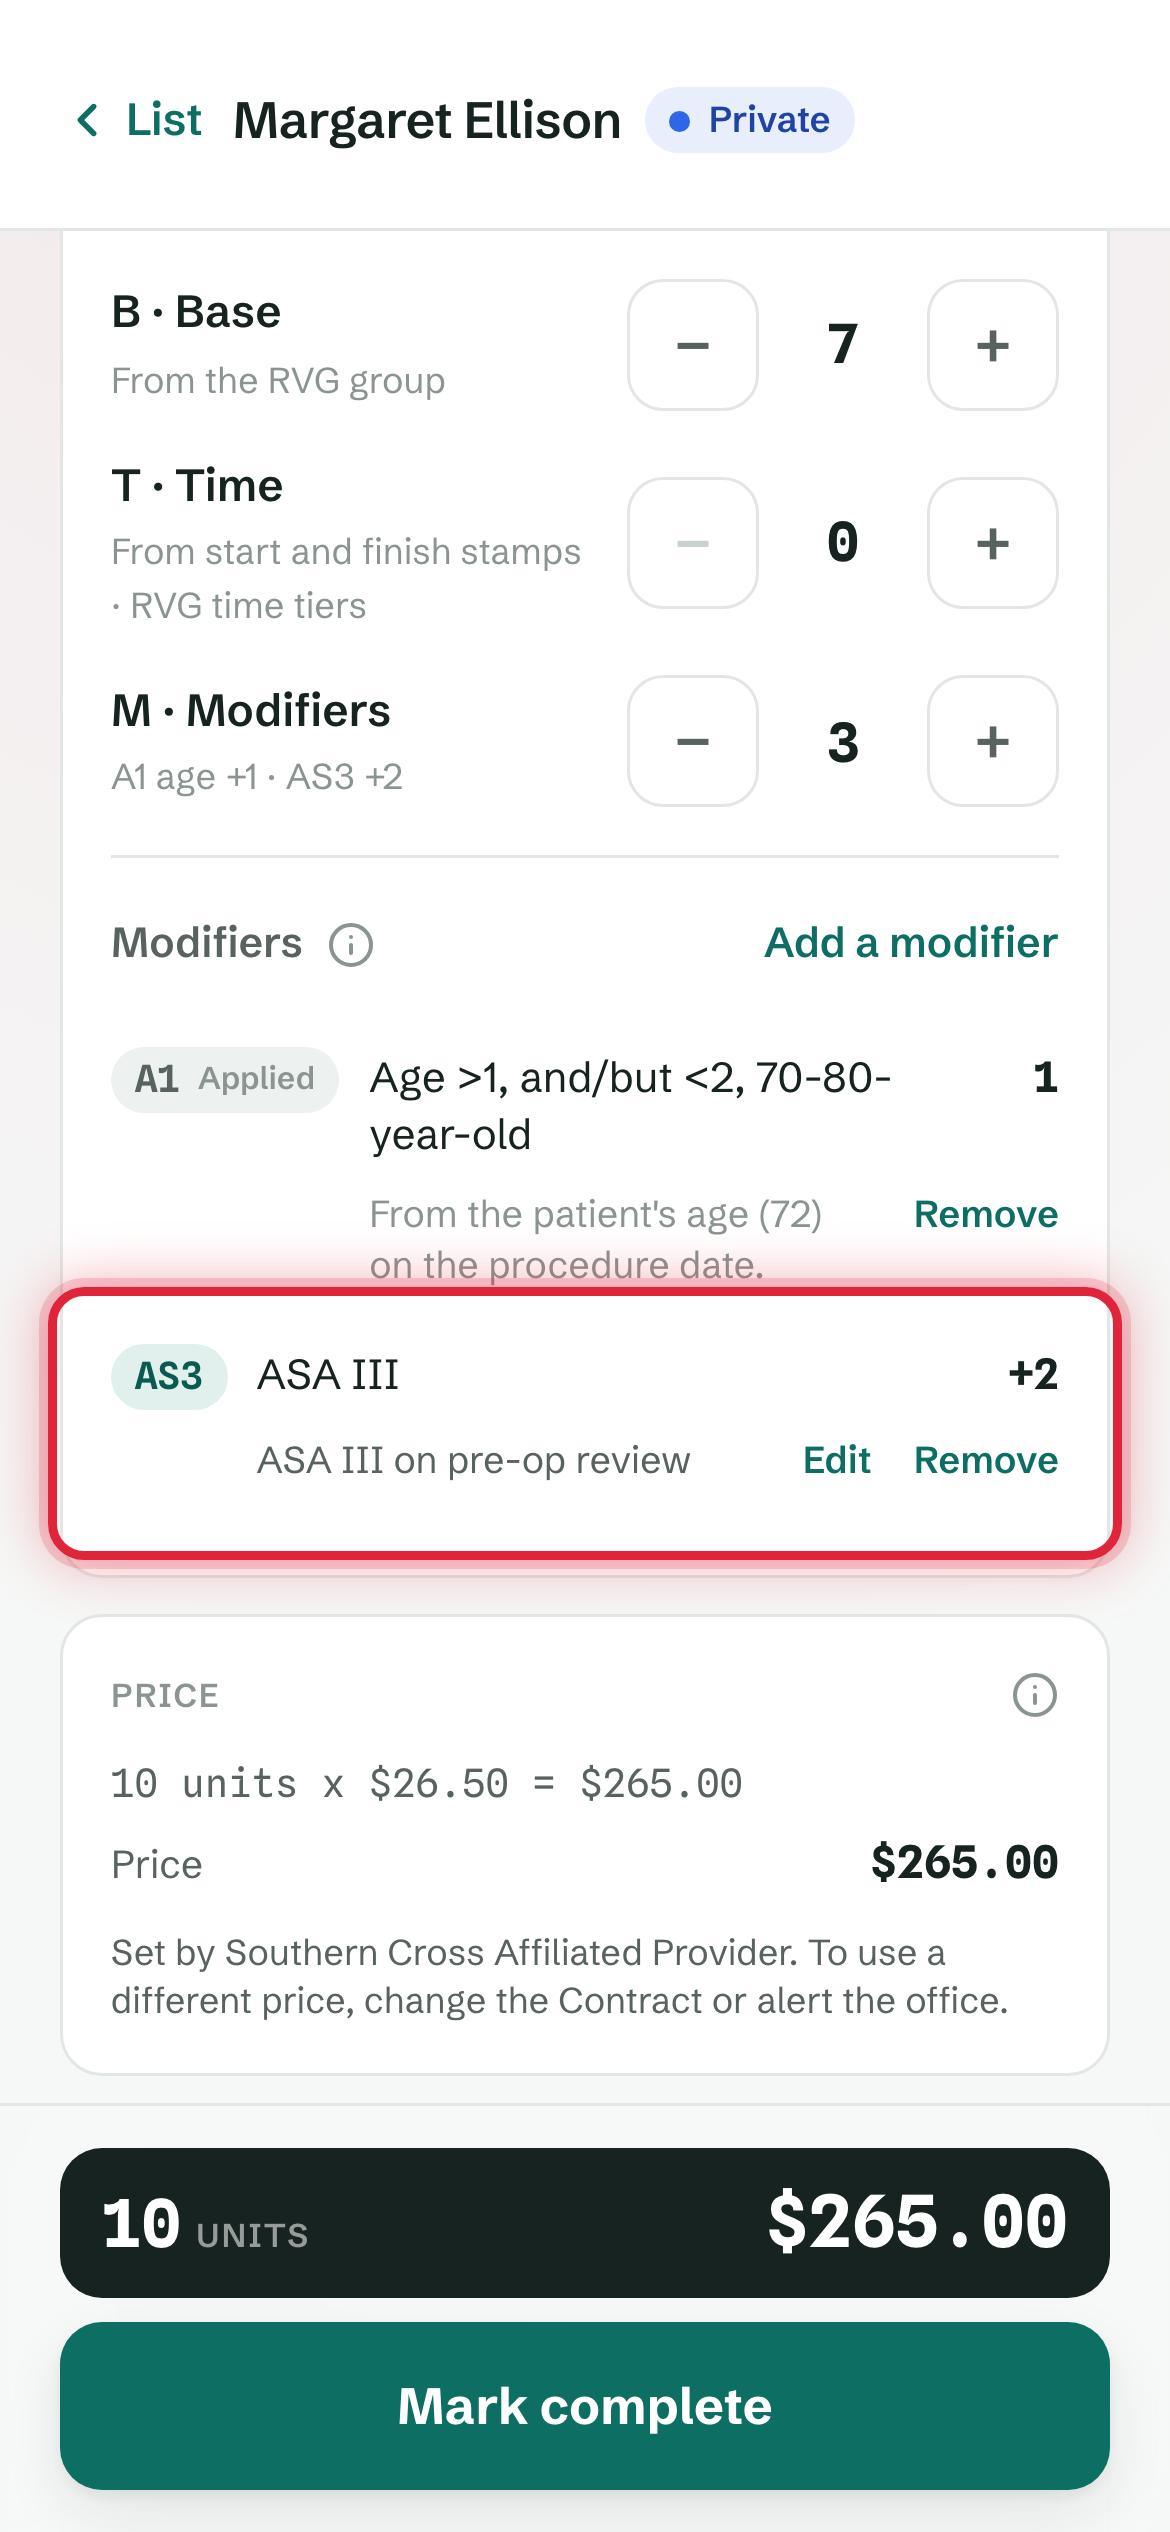 List Margaret Ellison Private
B · Base
From the RVG group
− 7 +
T · Time
From start and finish stamps
· RVG time tiers
− 0 +
M · Modifiers
A1 age +1 · AS3 +2
− 3 +
Modifiers Add a modifier
A1 Applied Age >1, and/but <2, 70-80- 1
year-old
From the patient's age (72) Remove
on the procedure date.
AS3 ASA III +2
ASA III on pre-op review Edit Remove
PRICE
10 units x $26.50 = $265.00
Price $265.00
Set by Southern Cross Affiliated Provider. To use a
different price, change the Contract or alert the office.
10 UNITS $265.00
Mark complete